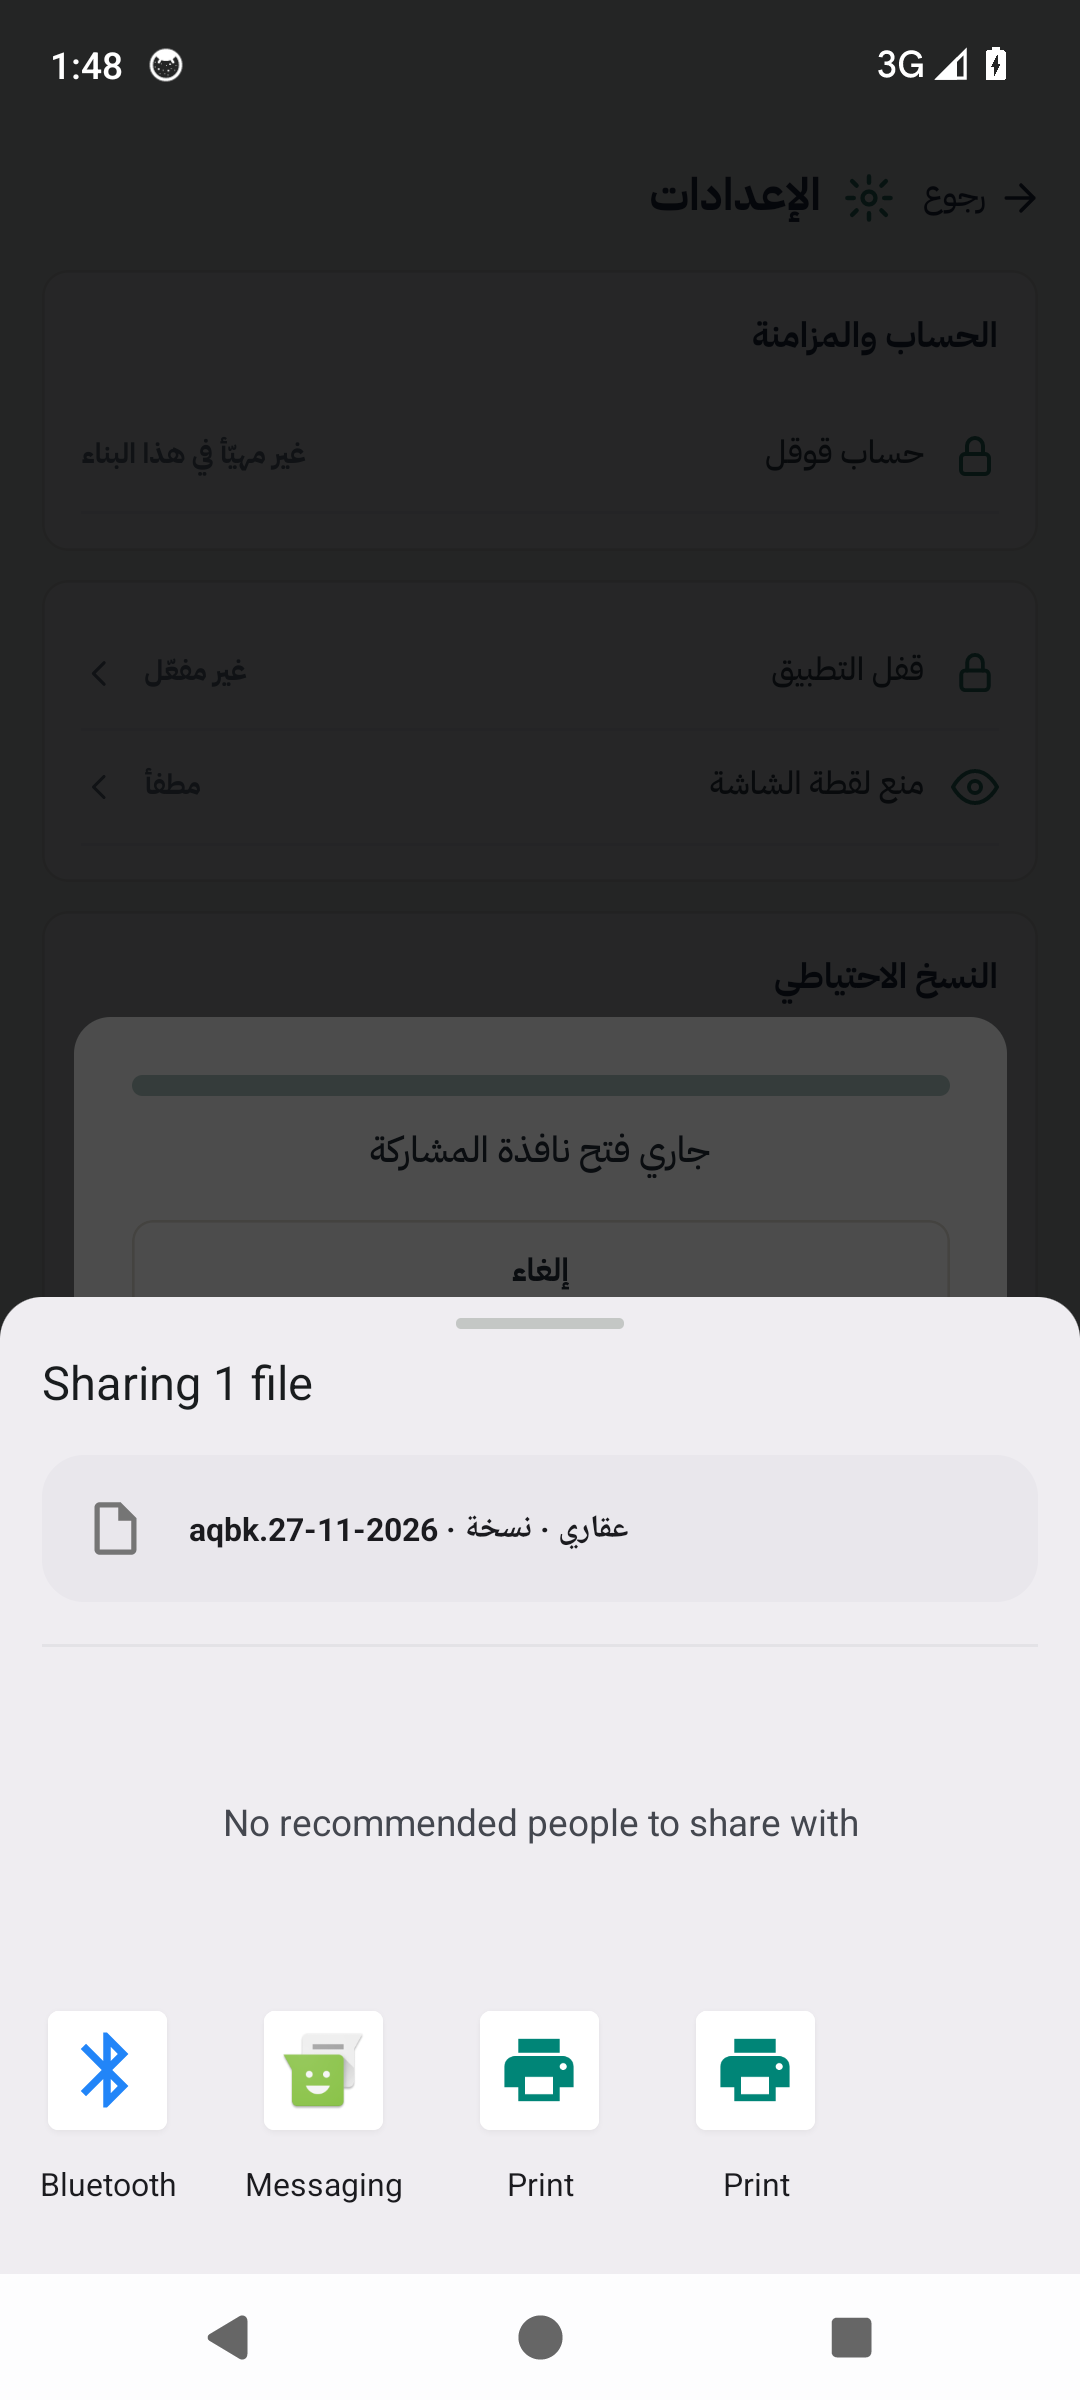 1:48
3G
رجوع الإعدادات
الحساب والمزامنة
حساب قوقل غير مهيّأ في هذا البناء
قفل التطبيق غير مفعّل
منع لقطة الشاشة مطفأ
النسخ الاحتياطي
جاري فتح نافذة المشاركة
إلغاء
Sharing 1 file
عقاري · نسخة · 2026-11-27.aqbk
No recommended people to share with
Bluetooth Messaging Print Print